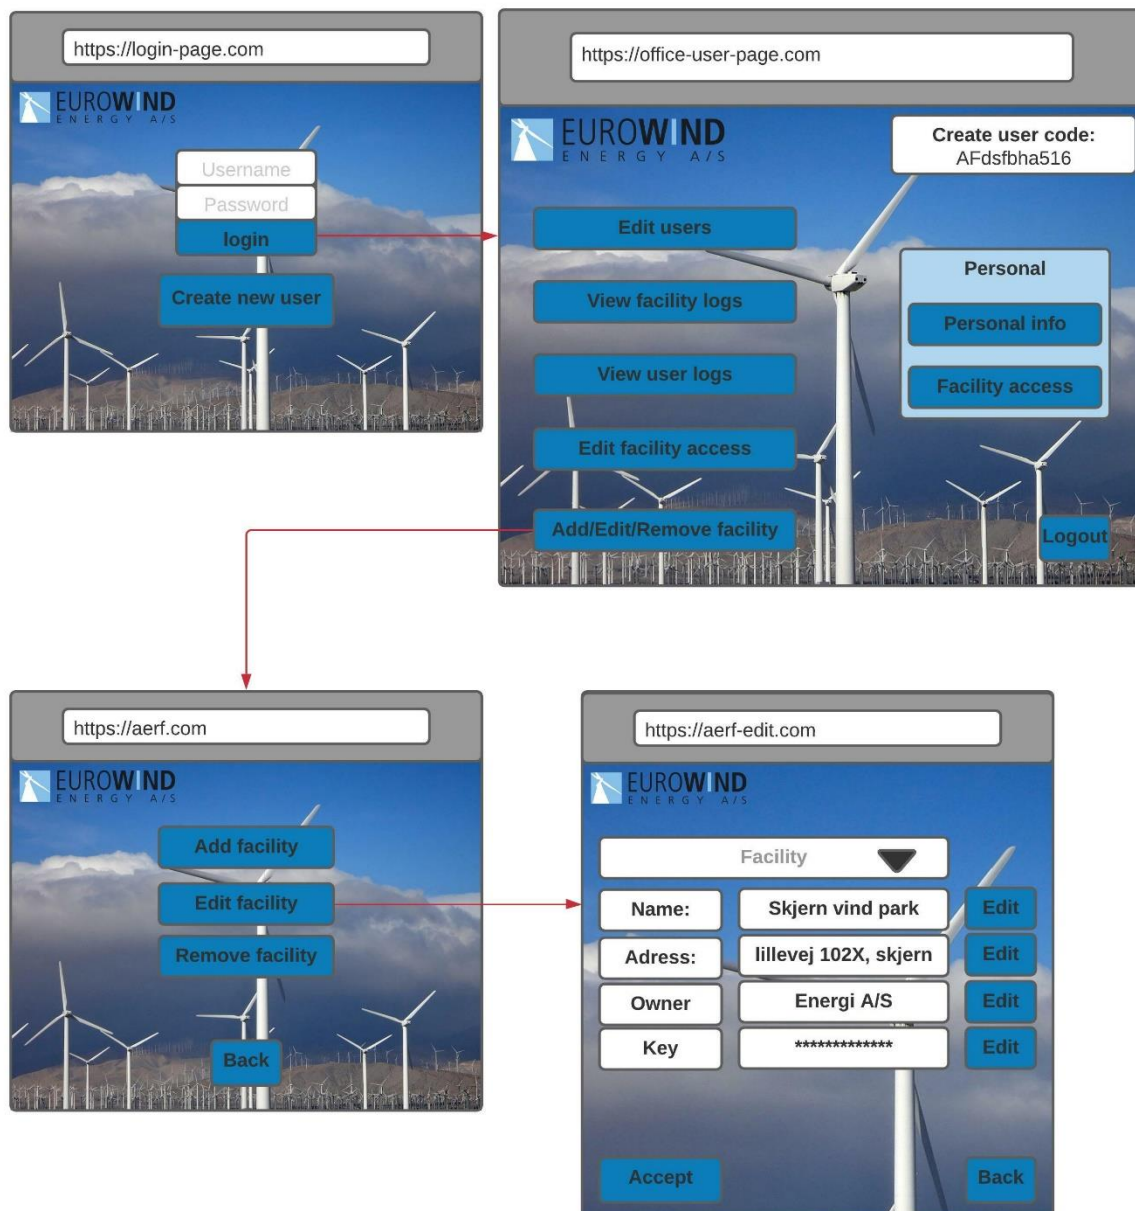 https://login-page.com
EUROWIND
ENERGY A/S
Username
Password
login
Create new user
https://office-user-page.com
EUROWIND
ENERGY A/S
Create user code:
AFdsfbha516
Edit users
View facility logs
View user logs
Edit facility access
Add/Edit/Remove facility
Personal
Personal info
Facility access
Logout
https://aerf.com
EUROWIND
ENERGY A/S
Add facility
Edit facility
Remove facility
Back
https://aerf-edit.com
EUROWIND
ENERGY A/S
Facility
Name: Skjern vind park Edit
Adress: lillevej 102X, skjern Edit
Owner Energi A/S Edit
Key ************* Edit
Accept Back